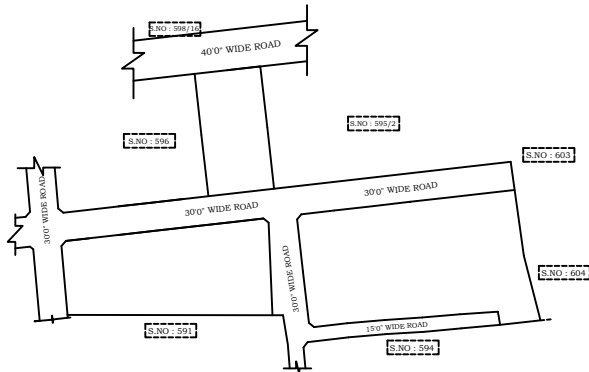 S.NO : 598/16
40'0" WIDE ROAD
S.NO : 595/2
S.NO : 596
S.NO : 603
30'0" WIDE ROAD
30'0" WIDE ROAD
30'0" WIDE ROAD
30'0" WIDE ROAD
S.NO : 604
15'0" WIDE ROAD
S.NO : 591
S.NO : 594